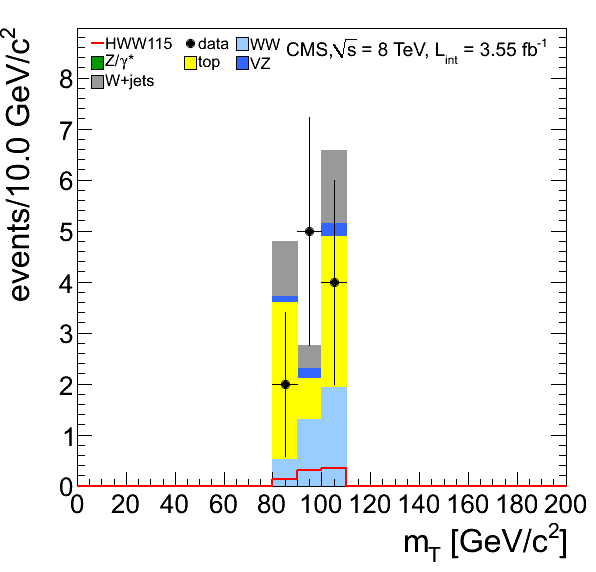 HWW115 data WW CMS,√s = 8 TeV, L_int = 3.55 fb⁻¹
Z/γ* top VZ
W+jets
events/10.0 GeV/c²
8
7
6
5
4
3
2
1
0
0 20 40 60 80 100 120 140 160 180 200
m_T [GeV/c²]